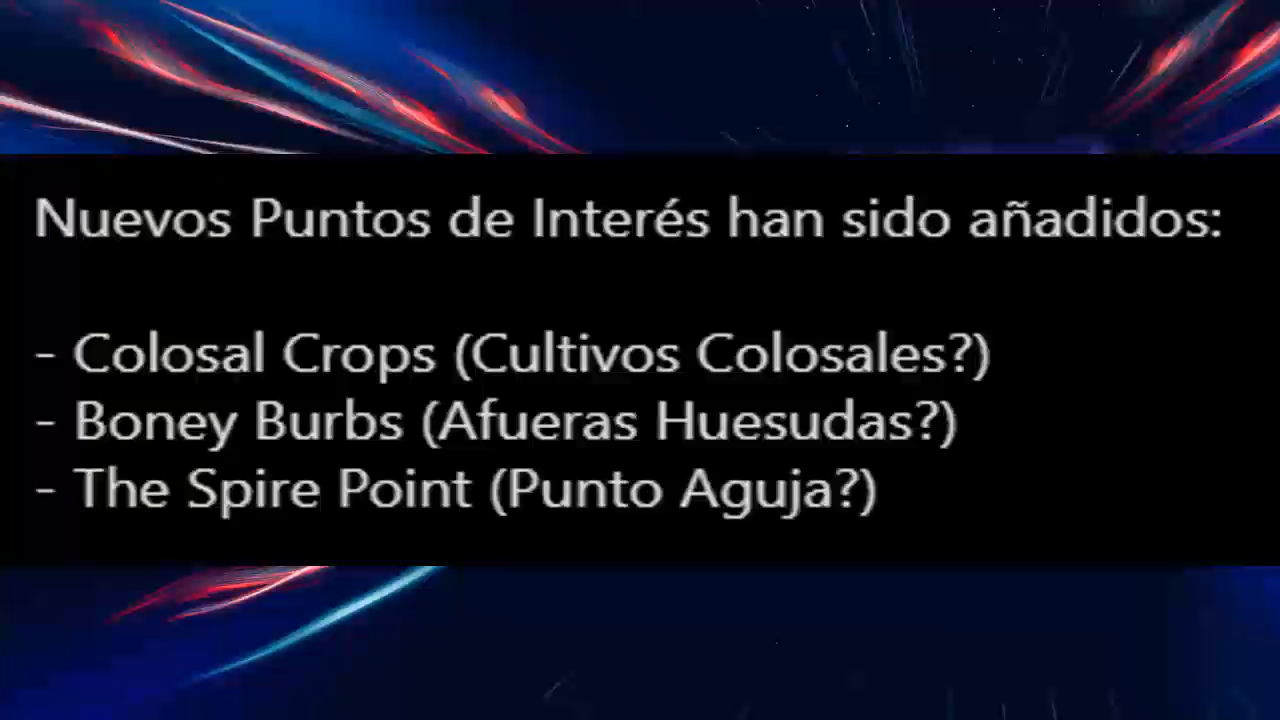 Nuevos Puntos de Interés han sido añadidos:
- Colosal Crops (Cultivos Colosales?)
- Boney Burbs (Afueras Huesudas?)
- The Spire Point (Punto Aguja?)